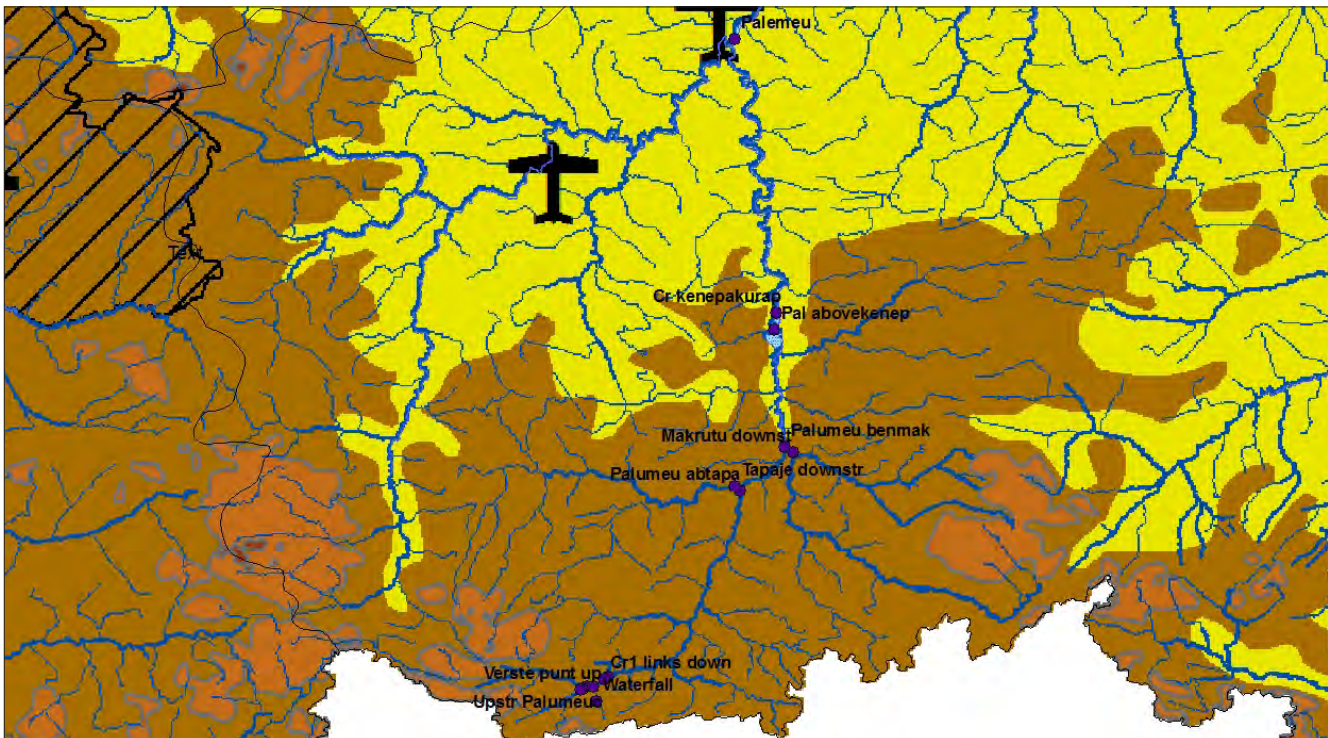 Palemeu
Text
Cr kenepakurap
Pal abovekenep
Makrutu downst
Palumeu benmak
Palumeu abtapa
Tapaje downstr
Cr1 links down
Verste punt up
Waterfall
Upstr Palumeu